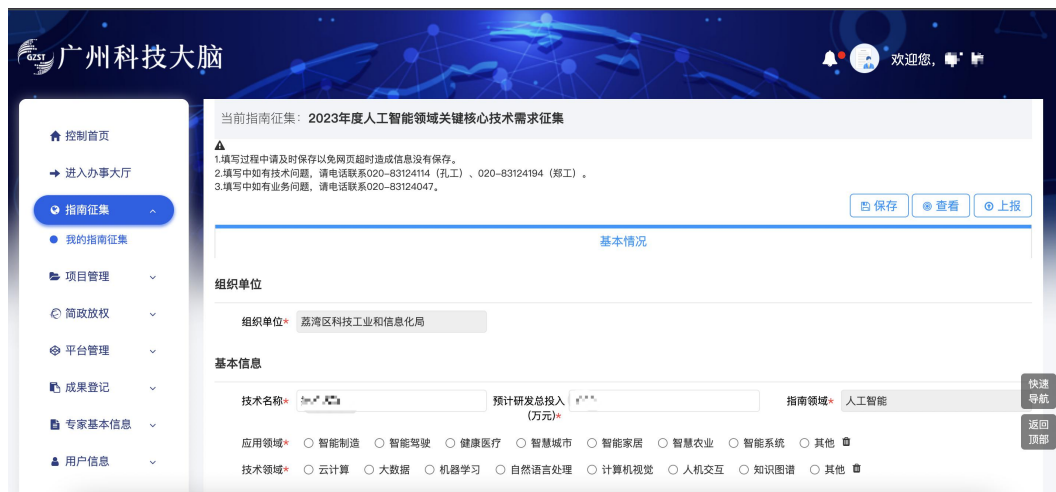 GZST
广州科技大脑
欢迎您,
控制首页
进入办事大厅
指南征集
我的指南征集
项目管理
简政放权
平台管理
成果登记
专家基本信息
用户信息
当前指南征集：2023年度人工智能领域关键核心技术需求征集
1.填写过程中请及时保存以免网页超时造成信息没有保存。
2.填写中如有技术问题，请电话联系020-83124114（孔工）、020-83124194（郑工）。
3.填写中如有业务问题，请电话联系020-83124047。
保存 查看 上报
基本情况
组织单位
组织单位* 荔湾区科技工业和信息化局
基本信息
技术名称* 预计研发总投入(万元)* 指南领域* 人工智能
应用领域* 智能制造 智能驾驶 健康医疗 智慧城市 智能家居 智慧农业 智能系统 其他
技术领域* 云计算 大数据 机器学习 自然语言处理 计算机视觉 人机交互 知识图谱 其他
快速
导航
返回
顶部